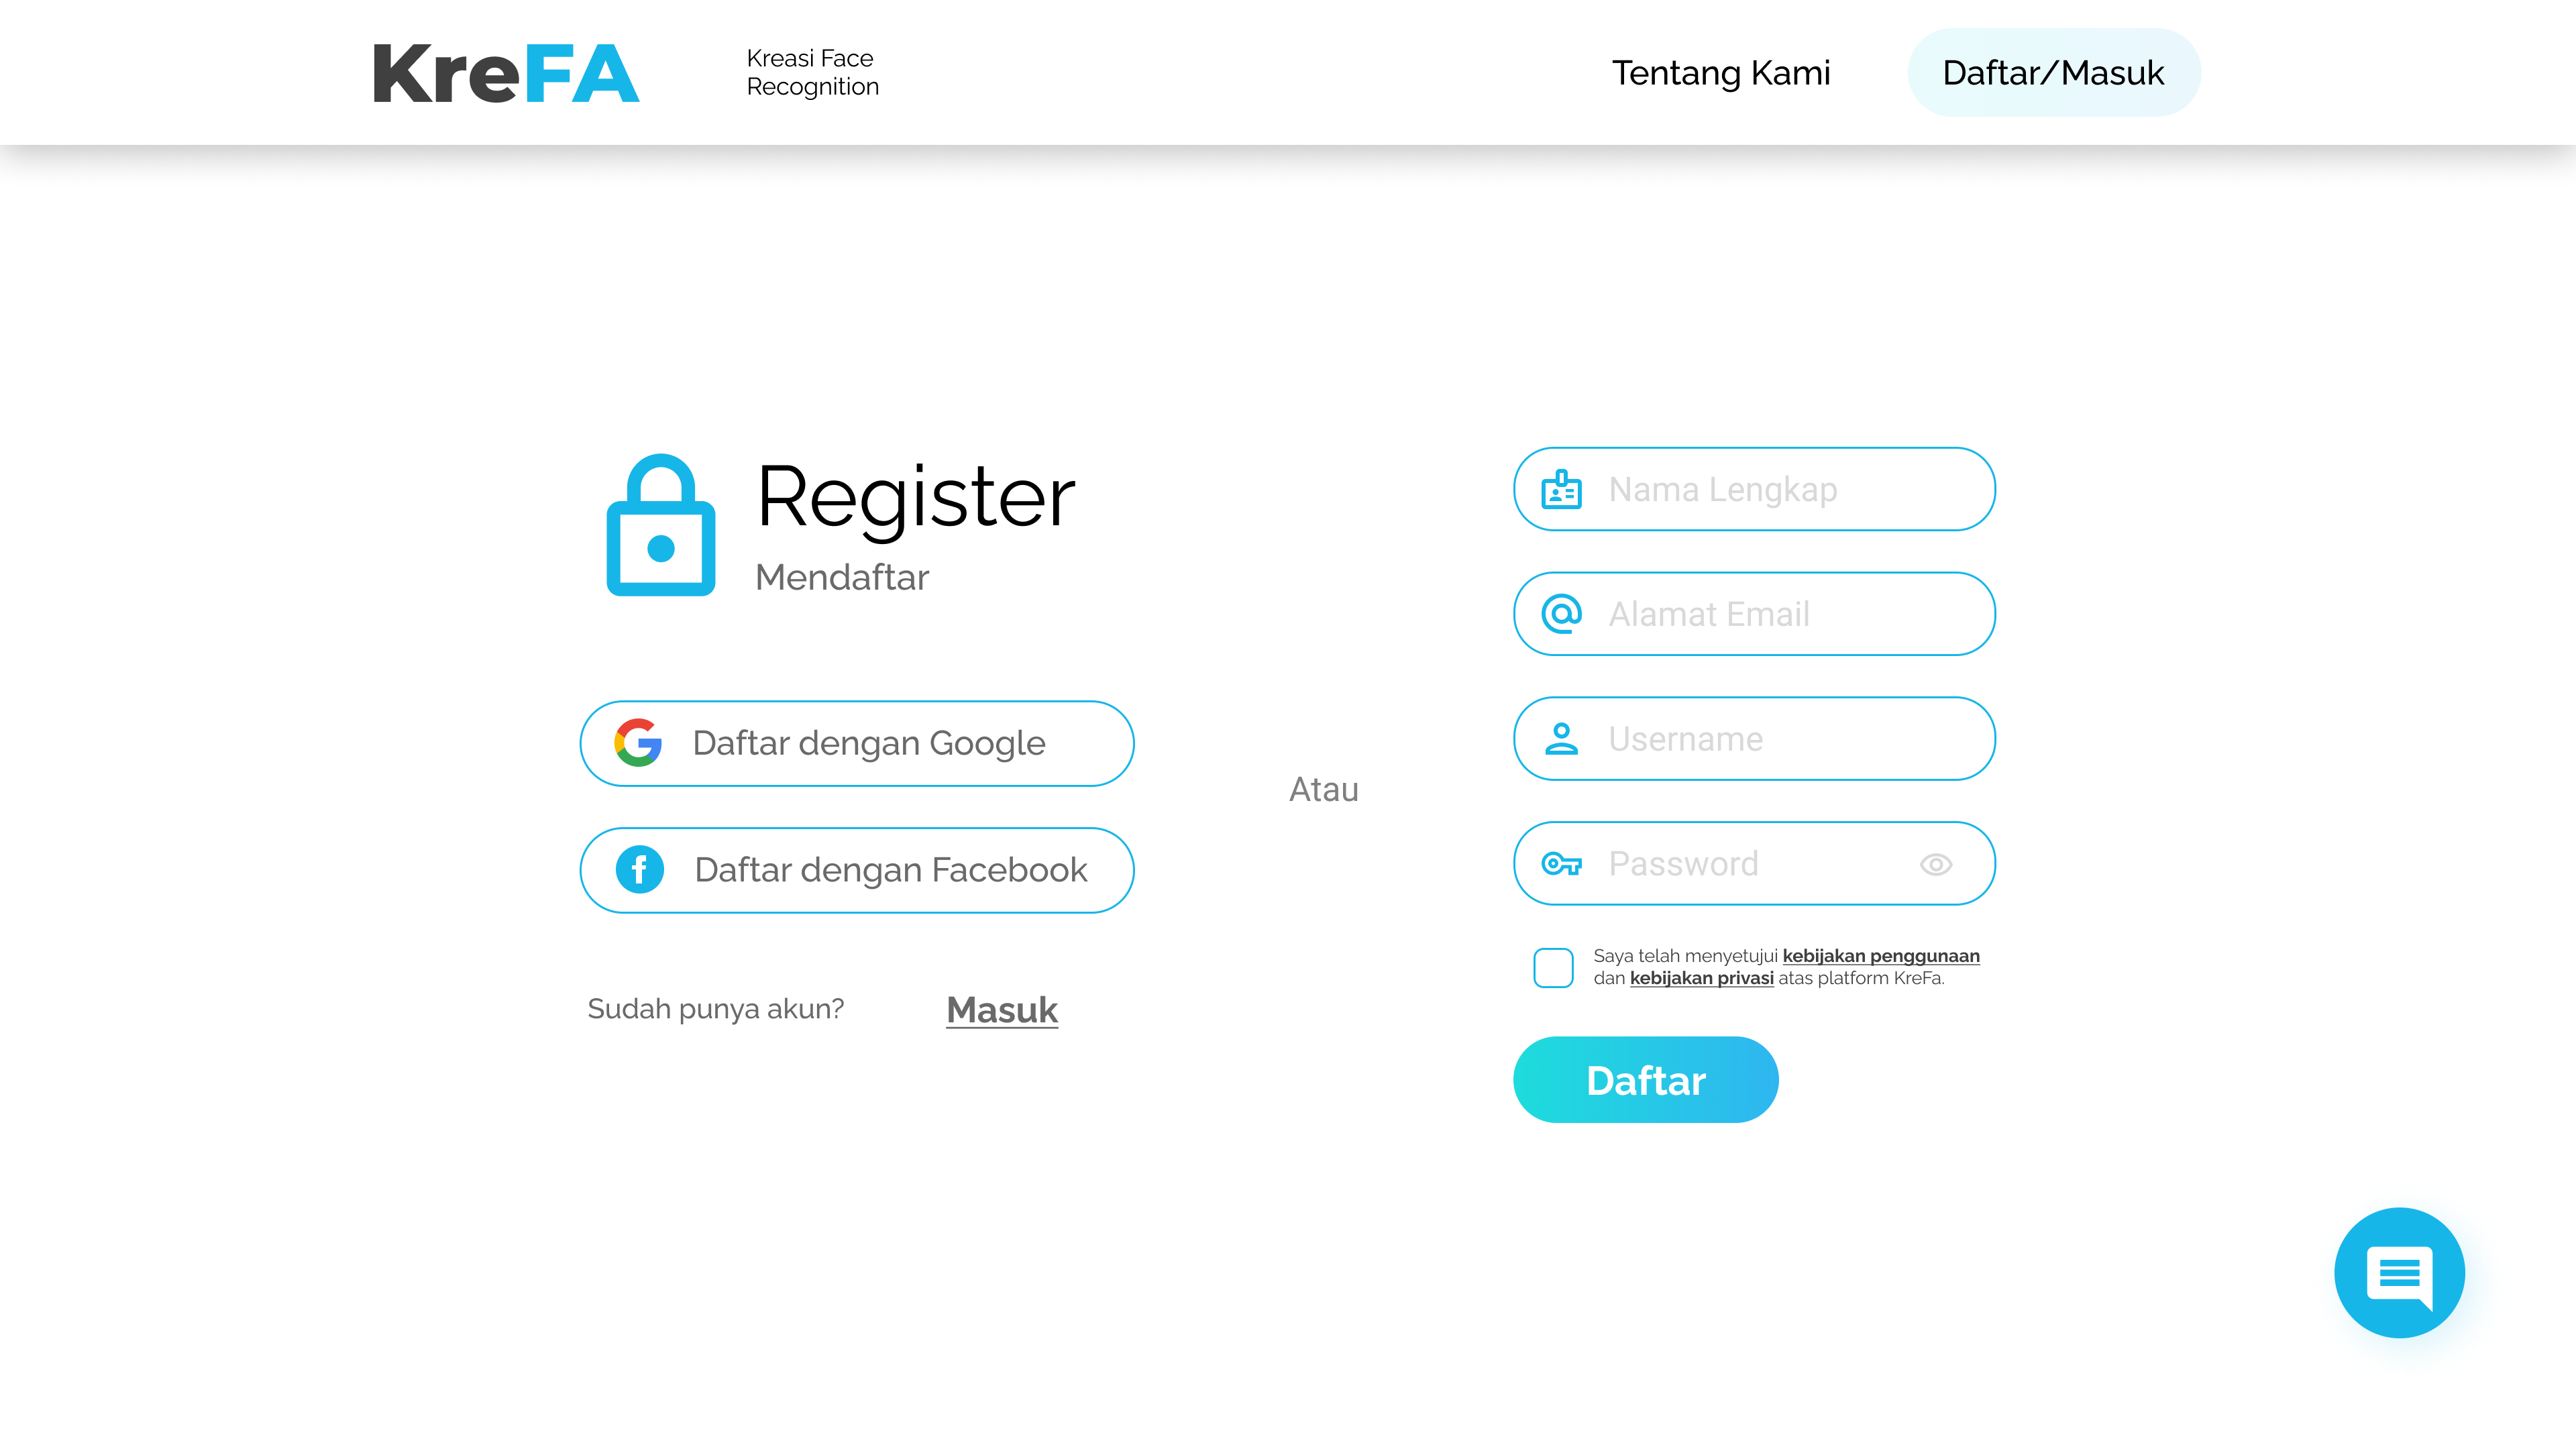 KreFA
Kreasi Face
Recognition
Tentang Kami
Daftar/Masuk
Register
Mendaftar
Daftar dengan Google
Daftar dengan Facebook
Sudah punya akun?
Masuk
Atau
Nama Lengkap
Alamat Email
Username
Password
Saya telah menyetujui kebijakan penggunaan
dan kebijakan privasi atas platform KreFa.
Daftar